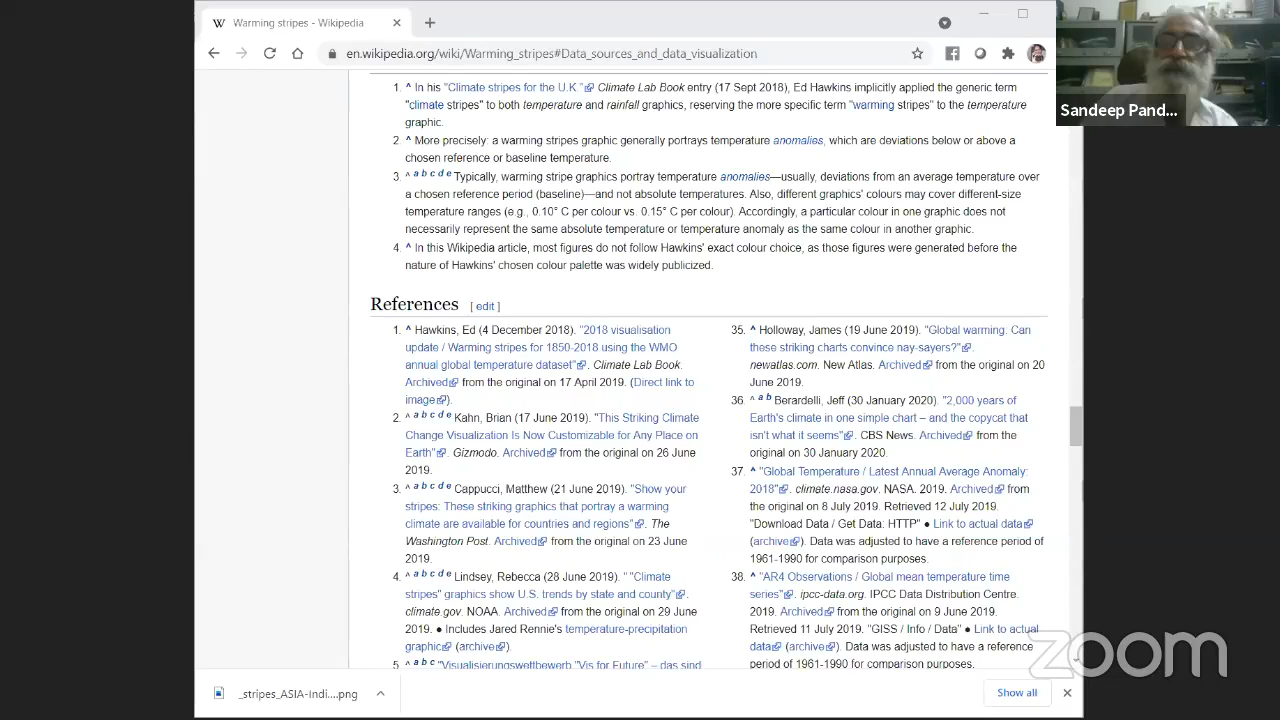 Warming stripes - Wikipedia
en.wikipedia.org/wiki/Warming_stripes#Data_sources_and_data_visualization
Sandeep Pand...
1. ^ In his "Climate stripes for the U.K." Climate Lab Book entry (17 Sept 2018), Ed Hawkins implicitly applied the generic term
"climate stripes" to both temperature and rainfall graphics, reserving the more specific term "warming stripes" to the temperature
graphic.
2. ^ More precisely: a warming stripes graphic generally portrays temperature anomalies, which are deviations below or above a
chosen reference or baseline temperature.
3. ^ a b c d e Typically, warming stripe graphics portray temperature anomalies—usually, deviations from an average temperature over
a chosen reference period (baseline)—and not absolute temperatures. Also, different graphics' colours may cover different-size
temperature ranges (e.g., 0.10° C per colour vs. 0.15° C per colour). Accordingly, a particular colour in one graphic does not
necessarily represent the same absolute temperature or temperature anomaly as the same colour in another graphic.
4. ^ In this Wikipedia article, most figures do not follow Hawkins' exact colour choice, as those figures were generated before the
nature of Hawkins' chosen colour palette was widely publicized.
References [ edit ]
1. ^ Hawkins, Ed (4 December 2018). "2018 visualisation
update / Warming stripes for 1850-2018 using the WMO
annual global temperature dataset". Climate Lab Book.
Archived from the original on 17 April 2019. (Direct link to
image).
2. ^ a b c d e Kahn, Brian (17 June 2019). "This Striking Climate
Change Visualization Is Now Customizable for Any Place on
Earth". Gizmodo. Archived from the original on 26 June
2019.
3. ^ a b c d e Cappucci, Matthew (21 June 2019). "Show your
stripes: These striking graphics that portray a warming
climate are available for countries and regions". The
Washington Post. Archived from the original on 23 June
2019.
4. ^ a b c d e Lindsey, Rebecca (28 June 2019). " "Climate
stripes" graphics show U.S. trends by state and county".
climate.gov. NOAA. Archived from the original on 29 June
2019. ● Includes Jared Rennie's temperature-precipitation
graphic (archive).
5. ^ a b c "Visualisierungswettbewerb "Vis for Future" – das sind
35. ^ Holloway, James (19 June 2019). "Global warming. Can
these striking charts convince nay-sayers?".
newatlas.com. New Atlas. Archived from the original on 20
June 2019.
36. ^ a b Berardelli, Jeff (30 January 2020). "2,000 years of
Earth's climate in one simple chart – and the copycat that
isn't what it seems". CBS News. Archived from the
original on 30 January 2020.
37. ^ "Global Temperature / Latest Annual Average Anomaly:
2018". climate.nasa.gov. NASA. 2019. Archived from
the original on 8 July 2019. Retrieved 12 July 2019.
"Download Data / Get Data: HTTP" ● Link to actual data
(archive). Data was adjusted to have a reference period of
1961-1990 for comparison purposes.
38. ^ "AR4 Observations / Global mean temperature time
series". ipcc-data.org. IPCC Data Distribution Centre.
2019. Archived from the original on 9 June 2019.
Retrieved 11 July 2019. "GISS / Info / Data" ● Link to actual
data (archive). Data was adjusted to have a reference
period of 1961-1990 for comparison purposes.
zoom
_stripes_ASIA-Indi....png
Show all